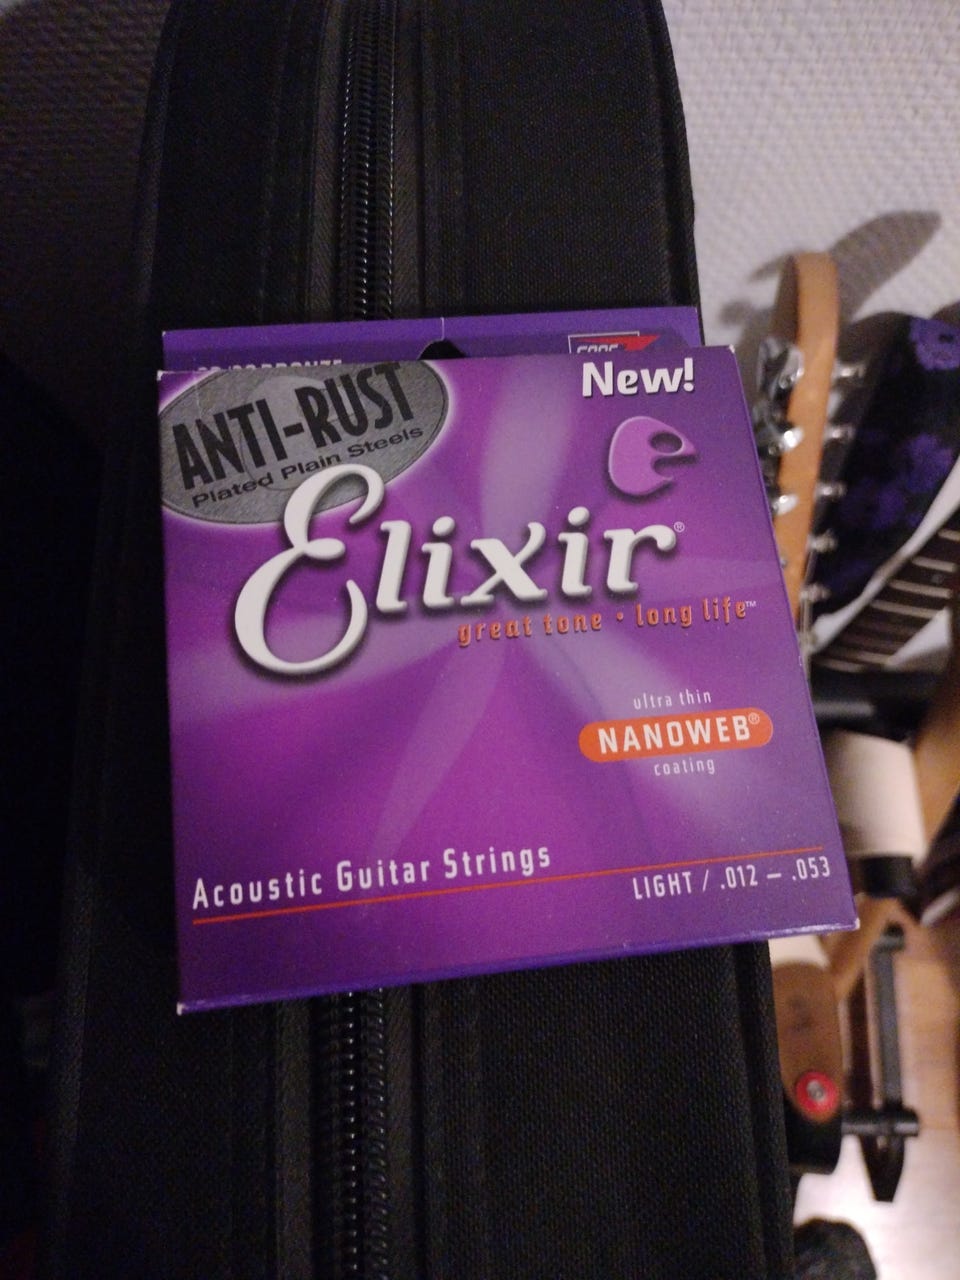 New!
ANTI-RUST
Plated Plain Steels
Elixir®
great tone · long life™
ultra thin
NANOWEB®
coating
Acoustic Guitar Strings
LIGHT / .012 – .053